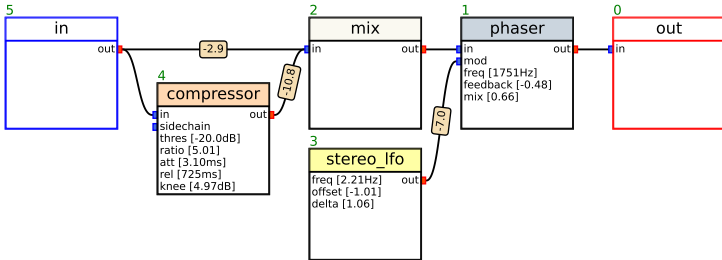 5
in
out
-2.9
4
compressor
in
out
sidechain
thres [-20.0dB]
ratio [5.01]
att [3.10ms]
rel [725ms]
knee [4.97dB]
-10.8
2
mix
in
out
3
stereo_lfo
freq [2.21Hz]
out
offset [-1.01]
delta [1.06]
-7.0
1
phaser
in
out
mod
freq [1751Hz]
feedback [-0.48]
mix [0.66]
0
out
in